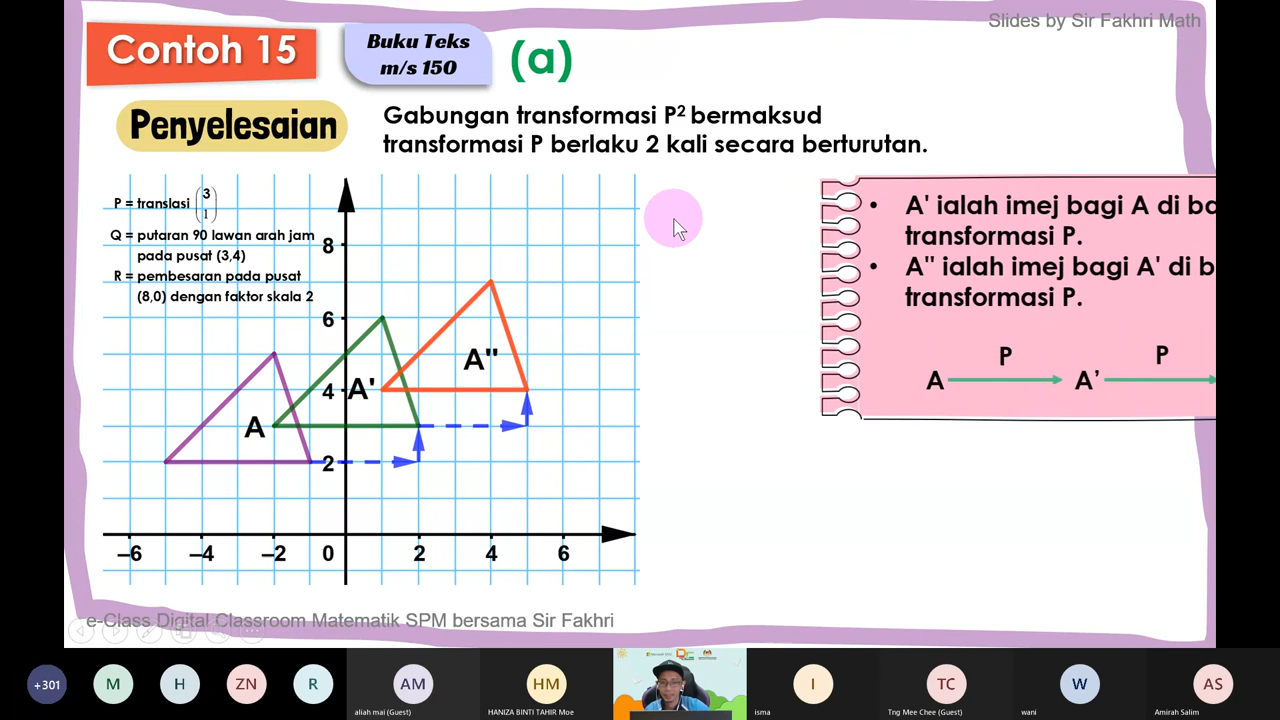 Slides by Sir Fakhri Math
Contoh 15
Buku Teks
m/s 150
(a)
Penyelesaian
Gabungan transformasi P² bermaksud
transformasi P berlaku 2 kali secara berturutan.
P = translasi (3 1)
Q = putaran 90 lawan arah jam
pada pusat (3,4)
R = pembesaran pada pusat
(8,0) dengan faktor skala 2
8
6
4
2
A
A'
A"
–6 –4 –2 0 2 4 6
• A' ialah imej bagi A di ba
transformasi P.
• A" ialah imej bagi A' di b
transformasi P.
P P
A A’
e-Class Digital Classroom Matematik SPM bersama Sir Fakhri
+301 M H ZN R AM HM I TC W AS
aliah mai (Guest) HANIZA BINTI TAHIR Moe isma Tng Mee Chee (Guest) wani Amirah Salim